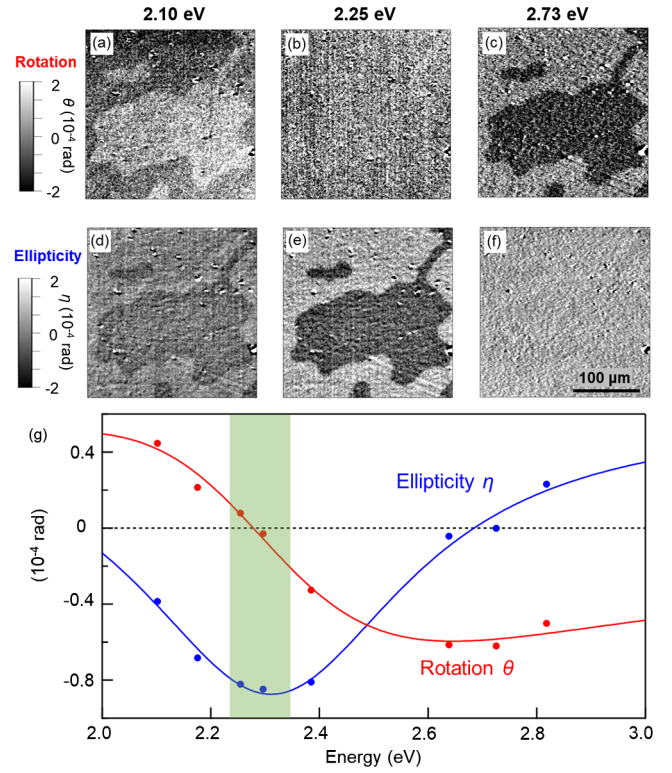 2.10 eV 2.25 eV 2.73 eV
(a) (b) (c)
Rotation
2
0
-2
θ (10-4 rad)
(d) (e) (f)
Ellipticity
2
0
-2
η (10-4 rad)
100 µm
(g)
0.4
0
-0.4
-0.8
(10-4 rad)
Ellipticity η
Rotation θ
2.0 2.2 2.4 2.6 2.8 3.0
Energy (eV)